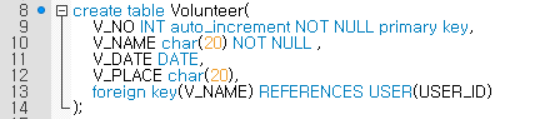 8 create table Volunteer(
9 V_NO INT auto_increment NOT NULL primary key,
10 V_NAME char(20) NOT NULL ,
11 V_DATE DATE,
12 V_PLACE char(20),
13 foreign key(V_NAME) REFERENCES USER(USER_ID)
14 );